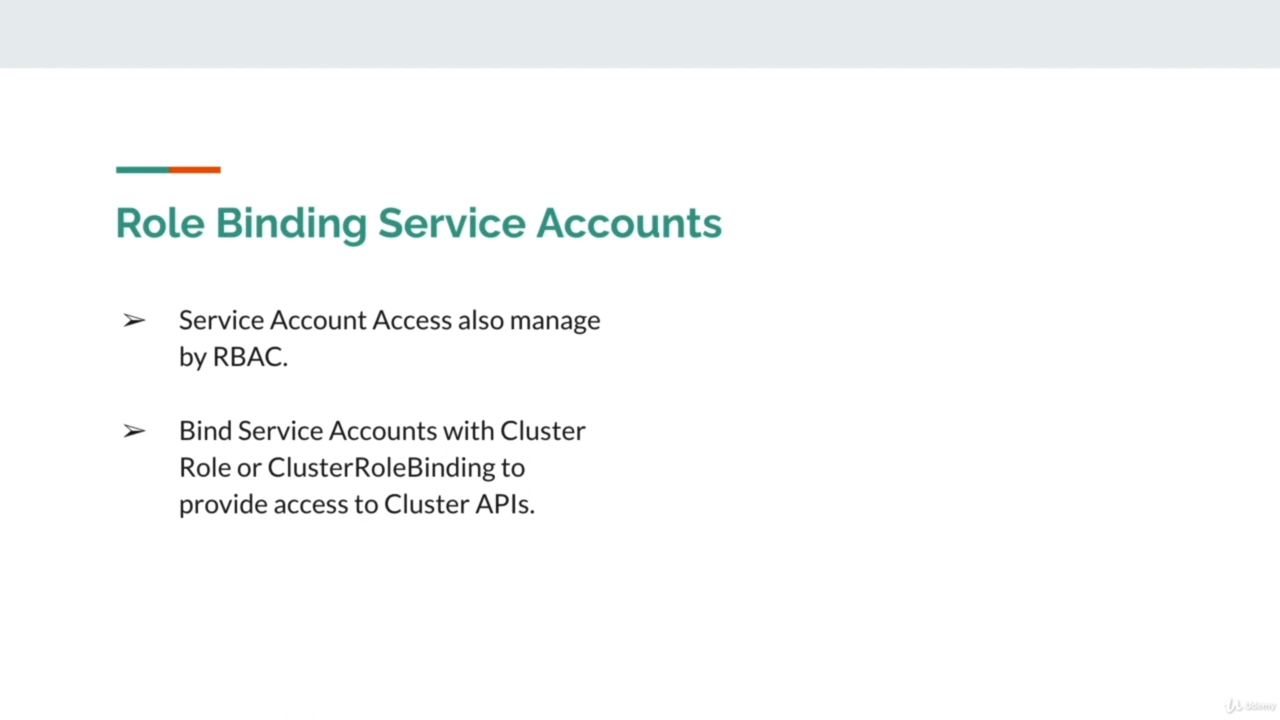 Role Binding Service Accounts
➢ Service Account Access also manage
by RBAC.
➢ Bind Service Accounts with Cluster
Role or ClusterRoleBinding to
provide access to Cluster APIs.
Udemy